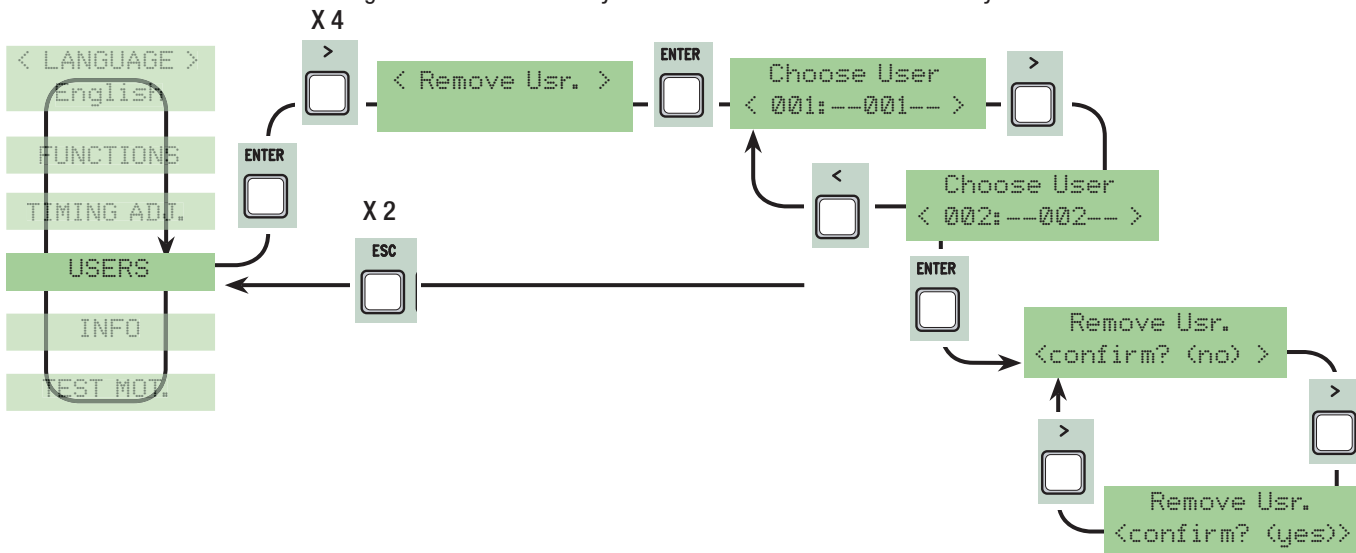 X 4
>
< LANGUAGE >
English
< Remove Usr. >
ENTER
Choose User
< 001:--001-- >
>
FUNCTIONS
ENTER
TIMING ADJ.
X 2
<
Choose User
< 002:--002-- >
ESC
USERS
ENTER
INFO
Remove Usr.
<confirm? (no) >
TEST MOT.
>
>
Remove Usr.
<confirm? (yes)>